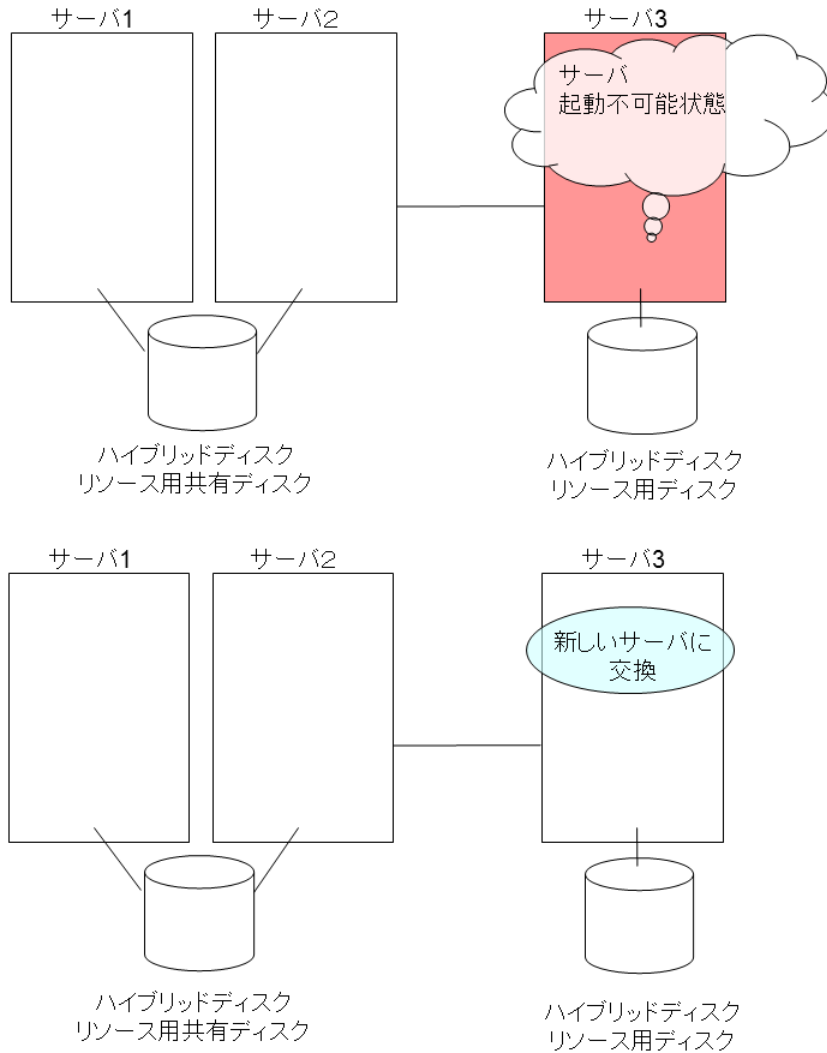 サーバ1
サーバ2
サーバ3
サーバ
起動不可能状態
ハイブリッドディスク
リソース用共有ディスク
ハイブリッドディスク
リソース用ディスク
サーバ1
サーバ2
サーバ3
新しいサーバに
交換
ハイブリッドディスク
リソース用共有ディスク
ハイブリッドディスク
リソース用ディスク